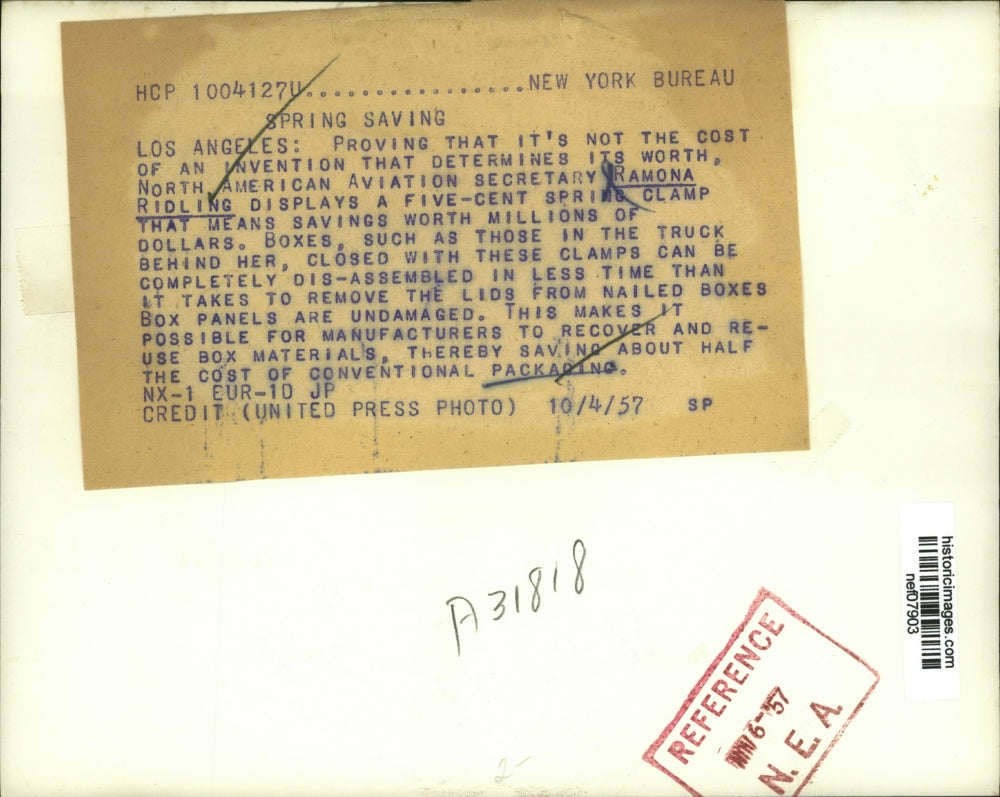 HCP 1004127U..................NEW YORK BUREAU
SPRING SAVING
LOS ANGELES: PROVING THAT IT'S NOT THE COST
OF AN INVENTION THAT DETERMINES ITS WORTH,
NORTH AMERICAN AVIATION SECRETARY RAMONA
RIDLING DISPLAYS A FIVE-CENT SPRING CLAMP
THAT MEANS SAVINGS WORTH MILLIONS OF
DOLLARS. BOXES, SUCH AS THOSE IN THE TRUCK
BEHIND HER, CLOSED WITH THESE CLAMPS CAN BE
COMPLETELY DIS-ASSEMBLED IN LESS TIME THAN
IT TAKES TO REMOVE THE LIDS FROM NAILED BOXES
BOX PANELS ARE UNDAMAGED. THIS MAKES IT
POSSIBLE FOR MANUFACTURERS TO RECOVER AND RE-
USE BOX MATERIALS, THEREBY SAVING ABOUT HALF
THE COST OF CONVENTIONAL PACKAGING.
NX-1 EUR-1D JP
CREDIT (UNITED PRESS PHOTO) 10/4/57 SP
A31818
historicimages.com
nef07903
REFERENCE
6-'57
N. E. A.
2-